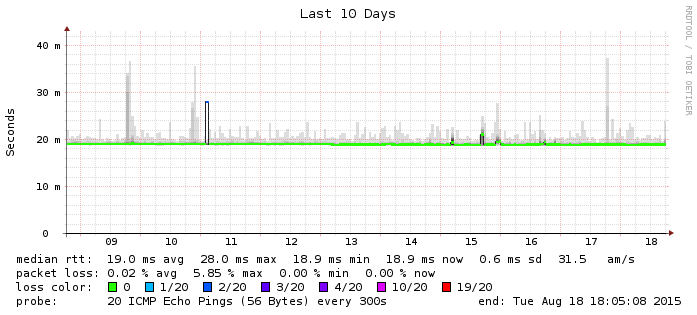 Last 10 Days
RRDTOOL / TOBI OETIKER
Seconds
40 m
30 m
20 m
10 m
0
09 10 11 12 13 14 15 16 17 18
median rtt: 19.0 ms avg 28.0 ms max 18.9 ms min 18.9 ms now 0.6 ms sd 31.5 am/s
packet loss: 0.02 % avg 5.85 % max 0.00 % min 0.00 % now
loss color: 0 1/20 2/20 3/20 4/20 10/20 19/20
probe: 20 ICMP Echo Pings (56 Bytes) every 300s end: Tue Aug 18 18:05:08 2015